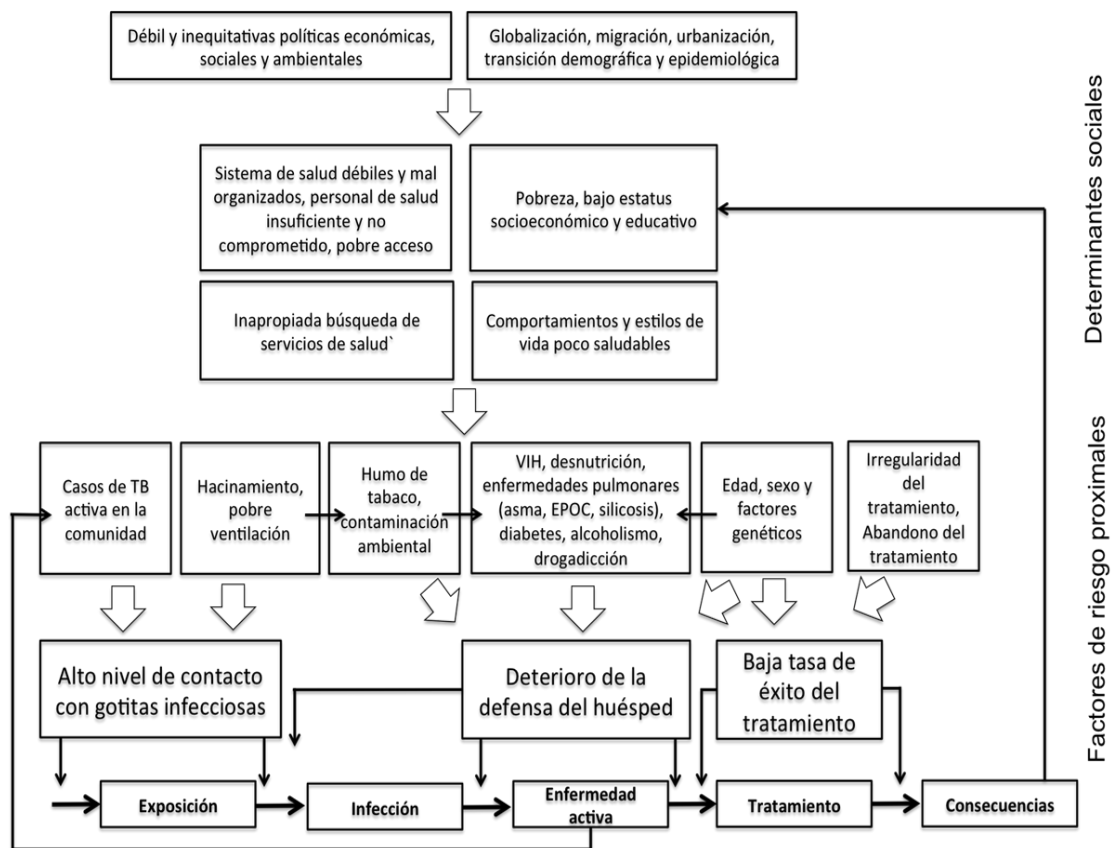 Débil y inequitativas políticas económicas,
sociales y ambientales
Globalización, migración, urbanización,
transición demográfica y epidemiológica
Determinantes sociales
Sistema de salud débiles y mal
organizados, personal de salud
insuficiente y no
comprometido, pobre acceso
Pobreza, bajo estatus
socioeconómico y educativo
Inapropiada búsqueda de
servicios de salud`
Comportamientos y estilos de
vida poco saludables
Factores de riesgo proximales
Casos de TB
activa en la
comunidad
Hacinamiento,
pobre
ventilación
Humo de
tabaco,
contaminación
ambiental
VIH, desnutrición,
enfermedades pulmonares
(asma, EPOC, silicosis),
diabetes, alcoholismo,
drogadicción
Edad, sexo y
factores
genéticos
Irregularidad
del
tratamiento,
Abandono del
tratamiento
Alto nivel de contacto
con gotitas infecciosas
Deterioro de la
defensa del huésped
Baja tasa de
éxito del
tratamiento
Exposición
Infección
Enfermedad
activa
Tratamiento
Consecuencias